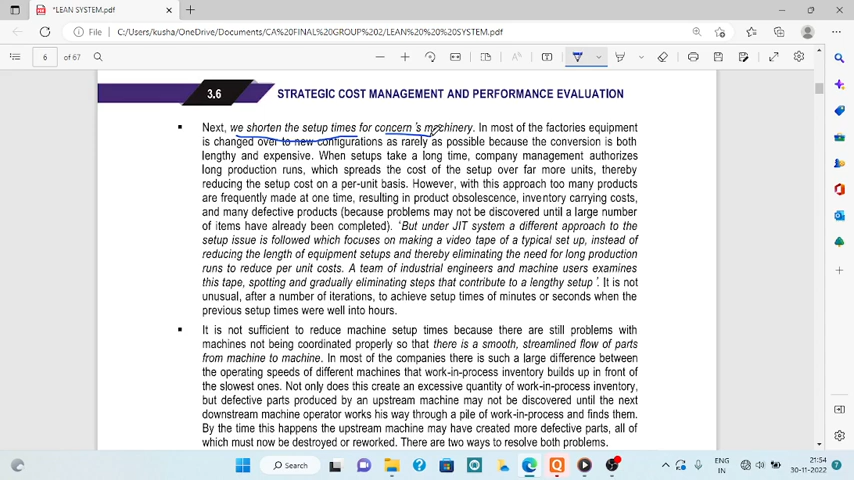 LEAN SYSTEM.pdf
File
C:/Users/kusha/OneDrive/Documents/CA%20FINAL%20GROUP%202/LEAN%20%20SYSTEM.pdf
6 of 67
3.6 STRATEGIC COST MANAGEMENT AND PERFORMANCE EVALUATION
Next, we shorten the setup times for concern's machinery. In most of the factories equipment
is changed over to new configurations as rarely as possible because the conversion is both
lengthy and expensive. When setups take a long time, company management authorizes
long production runs, which spreads the cost of the setup over far more units, thereby
reducing the setup cost on a per-unit basis. However, with this approach too many products
are frequently made at one time, resulting in product obsolescence, inventory carrying costs,
and many defective products (because problems may not be discovered until a large number
of items have already been completed). 'But under JIT system a different approach to the
setup issue is followed which focuses on making a video tape of a typical set up, instead of
reducing the length of equipment setups and thereby eliminating the need for long production
runs to reduce per unit costs. A team of industrial engineers and machine users examines
this tape, spotting and gradually eliminating steps that contribute to a lengthy setup'. It is not
unusual, after a number of iterations, to achieve setup times of minutes or seconds when the
previous setup times were well into hours.
It is not sufficient to reduce machine setup times because there are still problems with
machines not being coordinated properly so that there is a smooth, streamlined flow of parts
from machine to machine. In most of the companies there is such a large difference between
the operating speeds of different machines that work-in-process inventory builds up in front of
the slowest ones. Not only does this create an excessive quantity of work-in-process inventory,
but defective parts produced by an upstream machine may not be discovered until the next
downstream machine operator works his way through a pile of work-in-process and finds them.
By the time this happens the upstream machine may have created more defective parts, all of
which must now be destroyed or reworked. There are two ways to resolve both problems.
Search
ENG
IN
21:54
30-11-2022